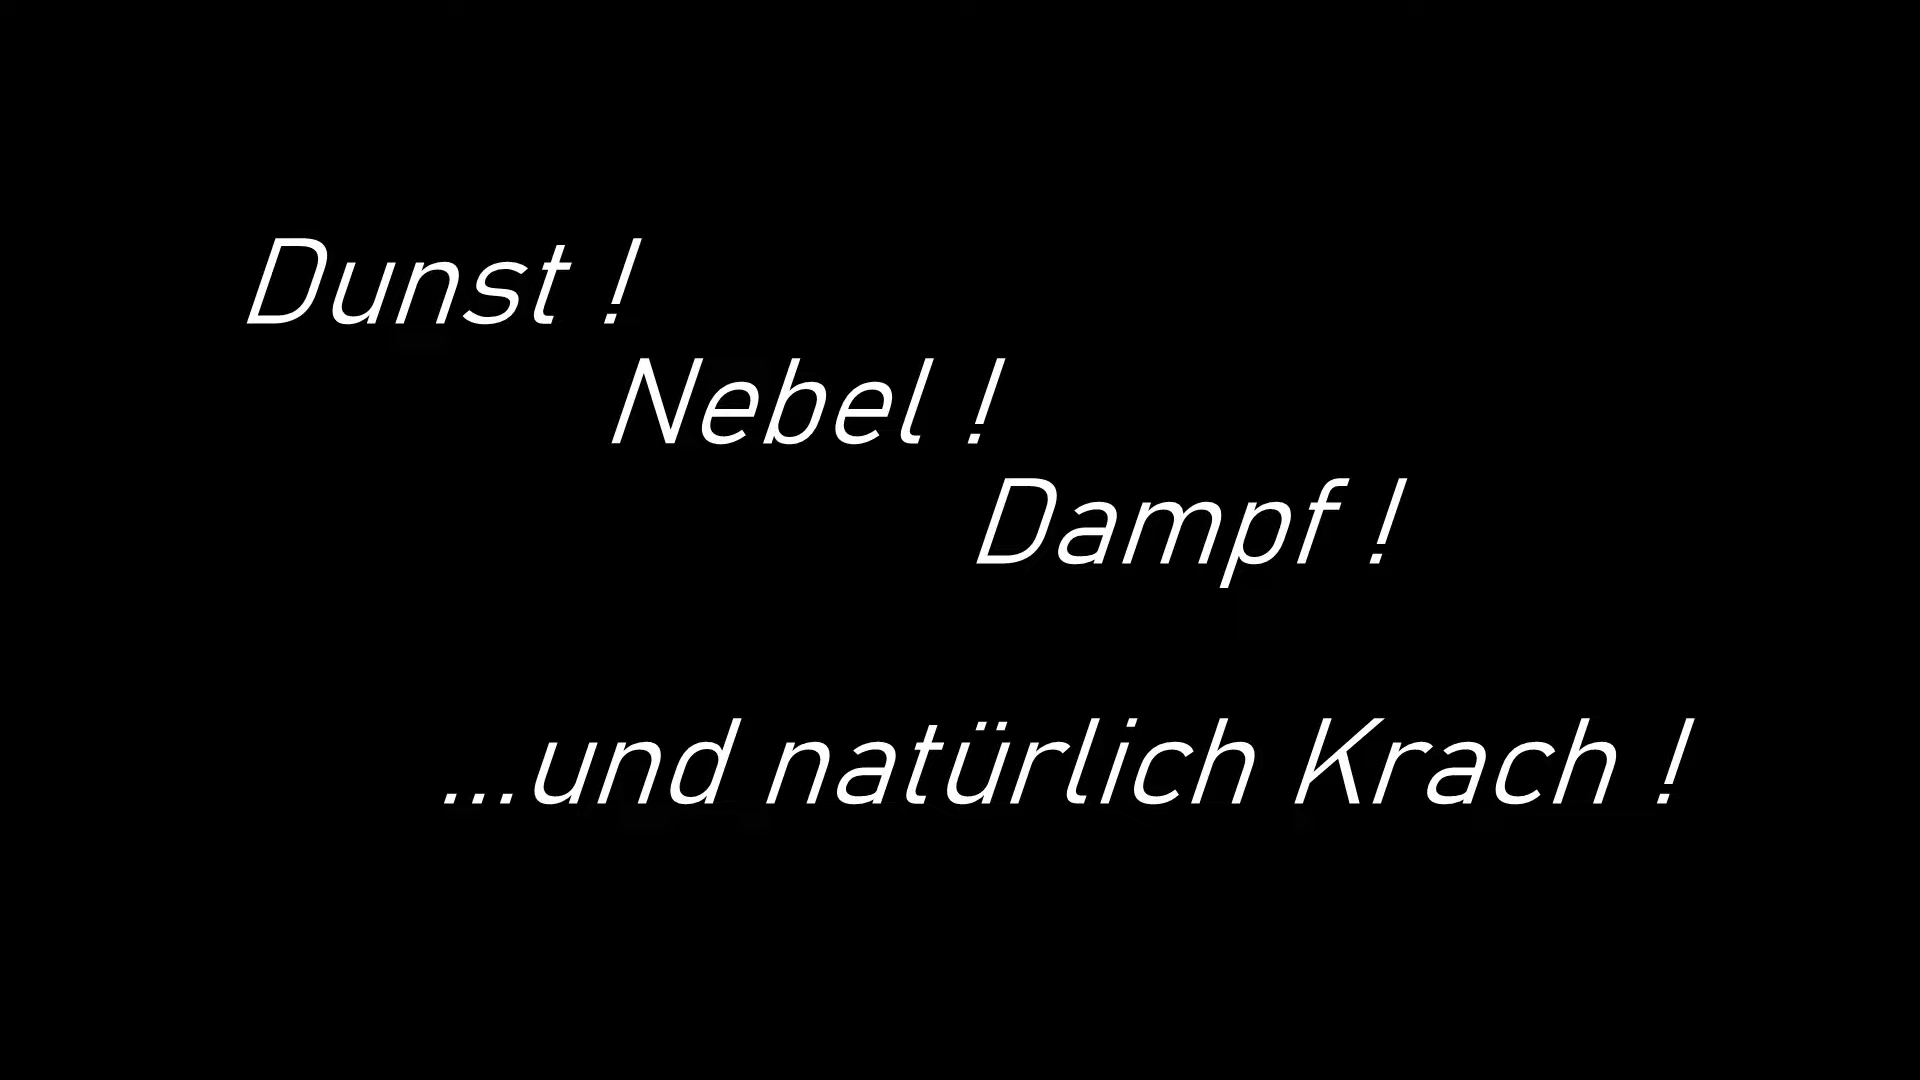 Dunst !
Nebel !
Dampf !
...und natürlich Krach !